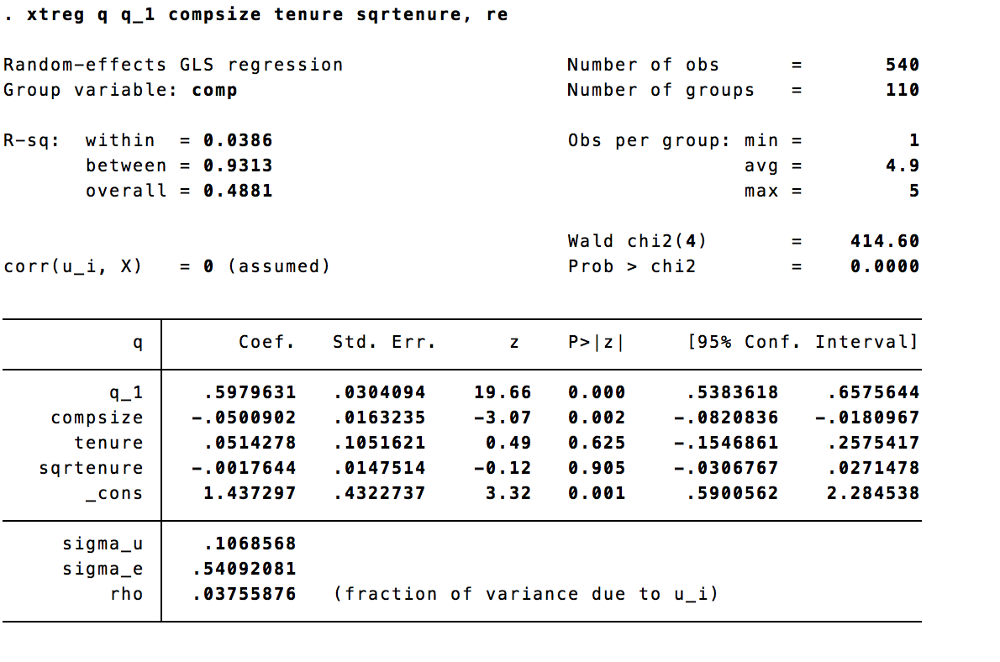 . xtreg q q_1 compsize tenure sqrtenure, re
Random-effects GLS regression Number of obs = 540
Group variable: comp Number of groups = 110
R-sq: within = 0.0386 Obs per group: min = 1
between = 0.9313 avg = 4.9
overall = 0.4881 max = 5
Wald chi2(4) = 414.60
corr(u_i, X) = 0 (assumed) Prob > chi2 = 0.0000
q Coef. Std. Err. z P>|z| [95% Conf. Interval]
q_1 .5979631 .0304094 19.66 0.000 .5383618 .6575644
compsize -.0500902 .0163235 -3.07 0.002 -.0820836 -.0180967
tenure .0514278 .1051621 0.49 0.625 -.1546861 .2575417
sqrtenure -.0017644 .0147514 -0.12 0.905 -.0306767 .0271478
_cons 1.437297 .4322737 3.32 0.001 .5900562 2.284538
sigma_u .1068568
sigma_e .54092081
rho .03755876 (fraction of variance due to u_i)